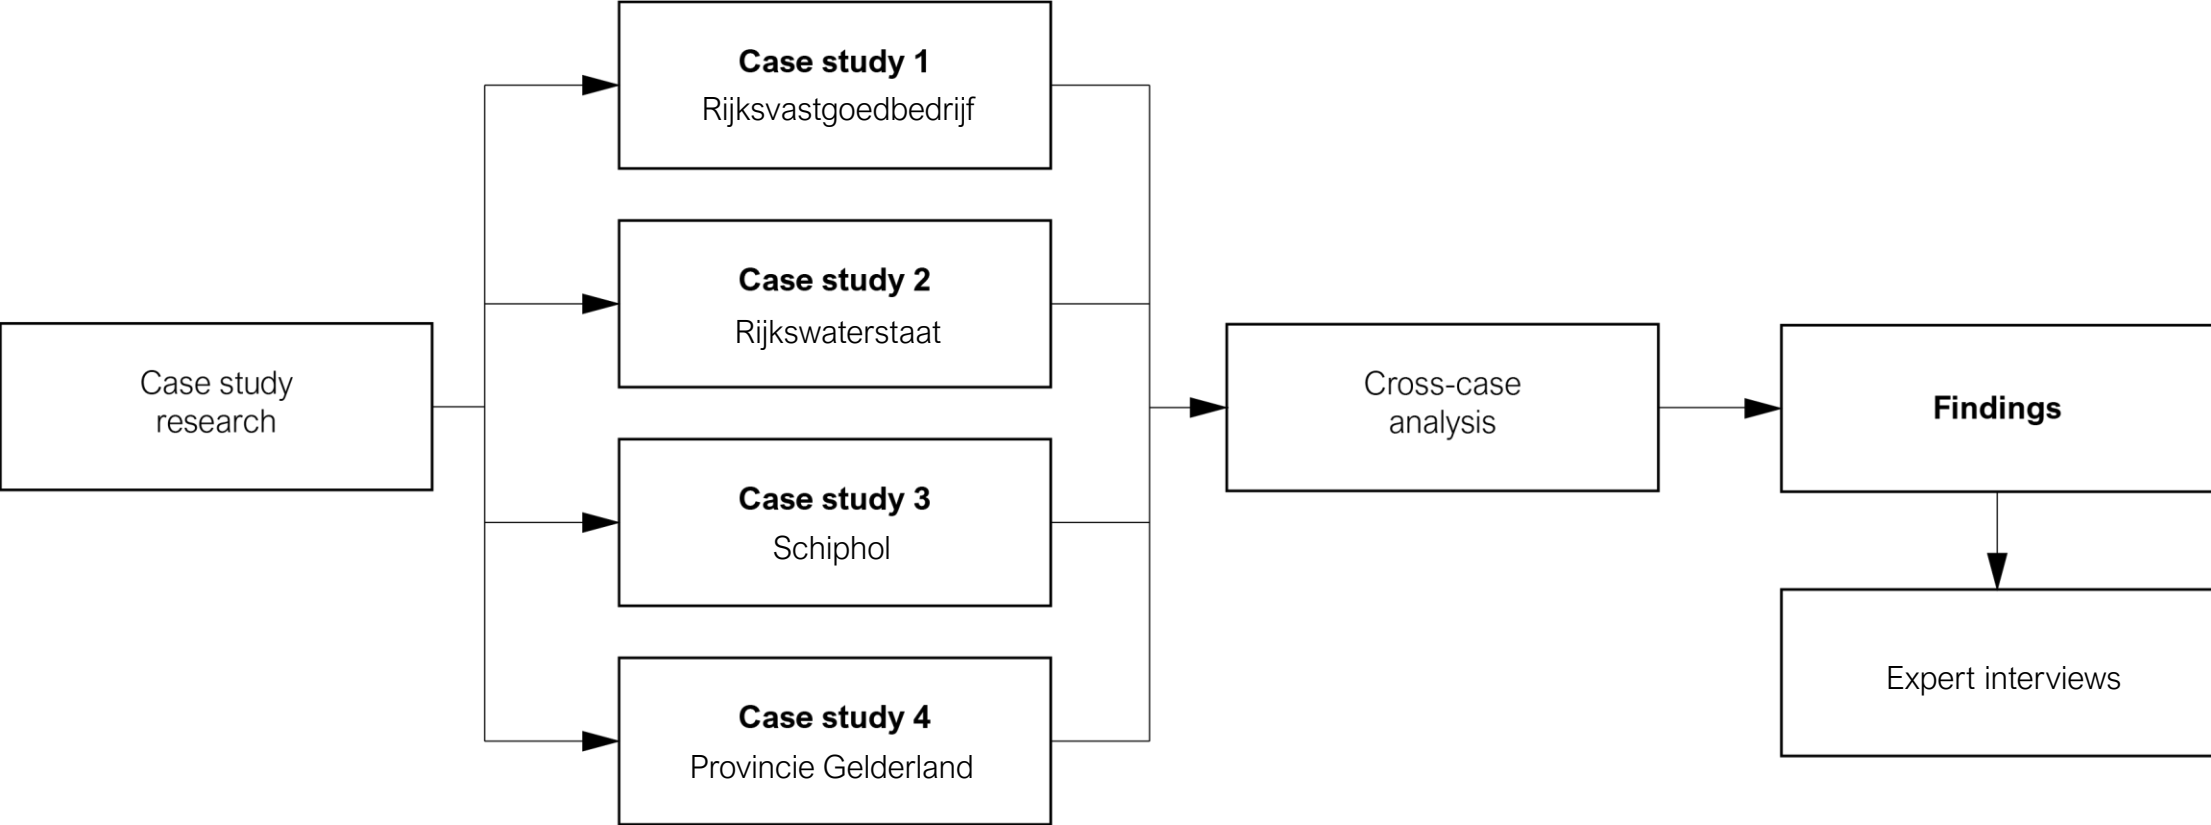 Case study
research
Case study 1
Rijksvastgoedbedrijf
Case study 2
Rijkswaterstaat
Case study 3
Schiphol
Case study 4
Provincie Gelderland
Cross-case
analysis
Findings
Expert interviews